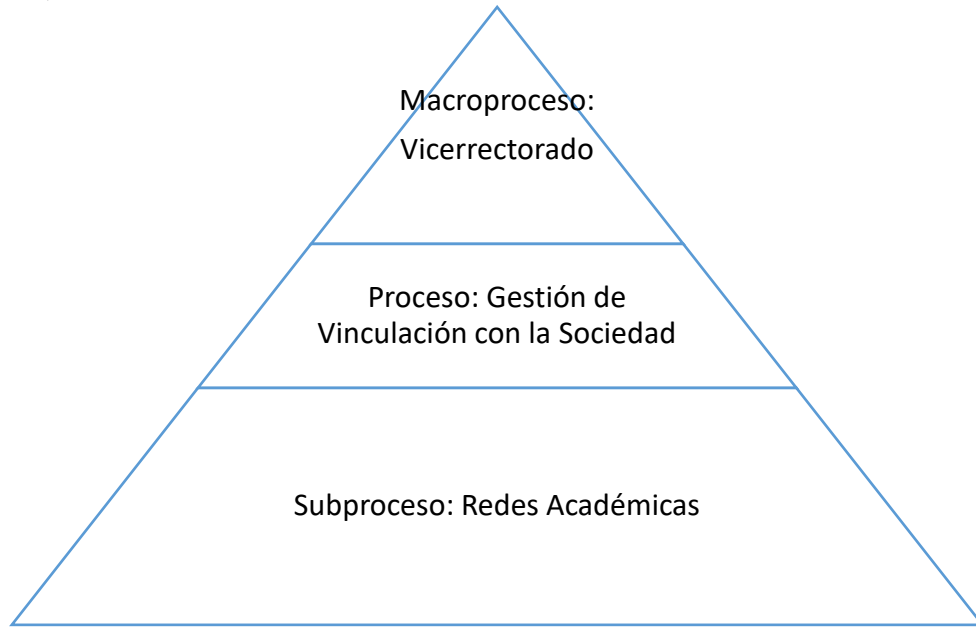 Macroproceso:
Vicerrectorado
Proceso: Gestión de
Vinculación con la Sociedad
Subproceso: Redes Académicas